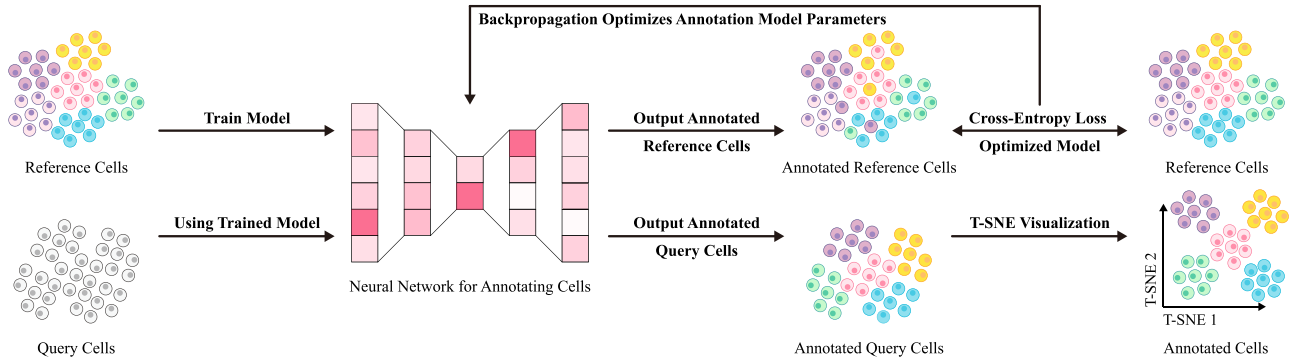 Backpropagation Optimizes Annotation Model Parameters
Train Model
Output Annotated
Reference Cells
Cross-Entropy Loss
Optimized Model
Reference Cells
Annotated Reference Cells
Reference Cells
Using Trained Model
Output Annotated
Query Cells
T-SNE Visualization
Neural Network for Annotating Cells
T-SNE 2
T-SNE 1
Query Cells
Annotated Query Cells
Annotated Cells